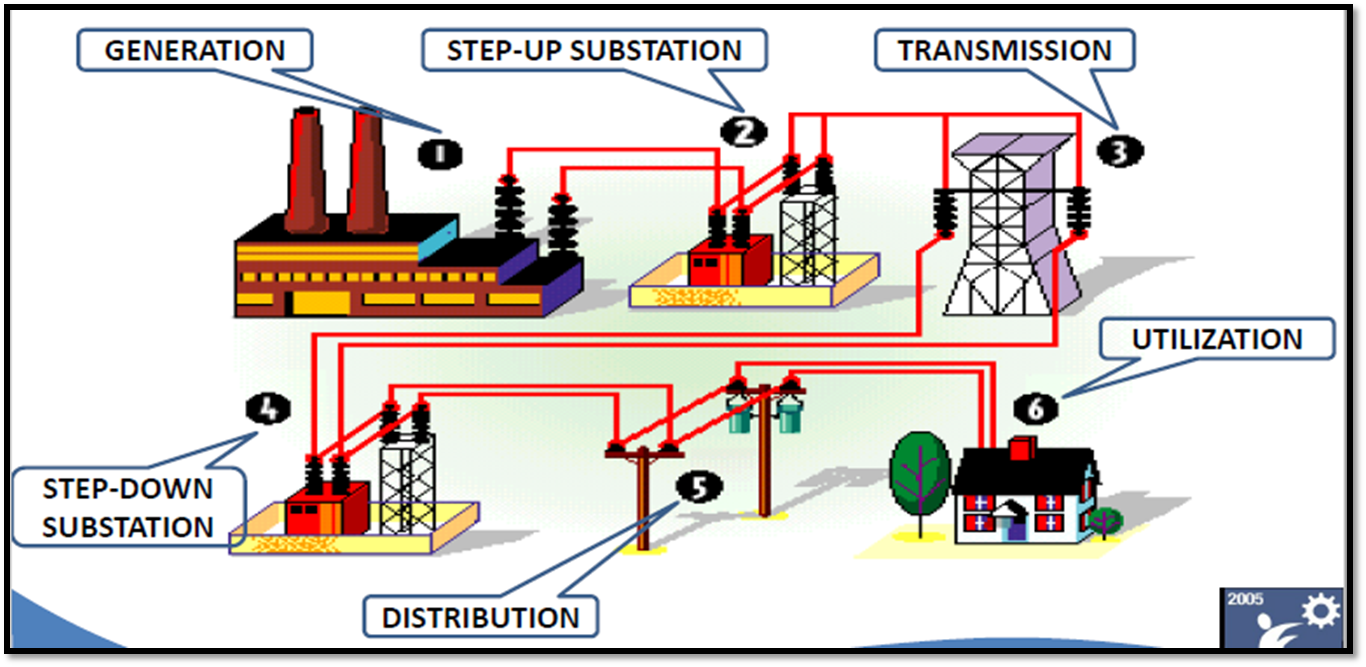 GENERATION
STEP-UP SUBSTATION
TRANSMISSION
1
2
3
UTILIZATION
4
6
STEP-DOWN
SUBSTATION
5
DISTRIBUTION
2005